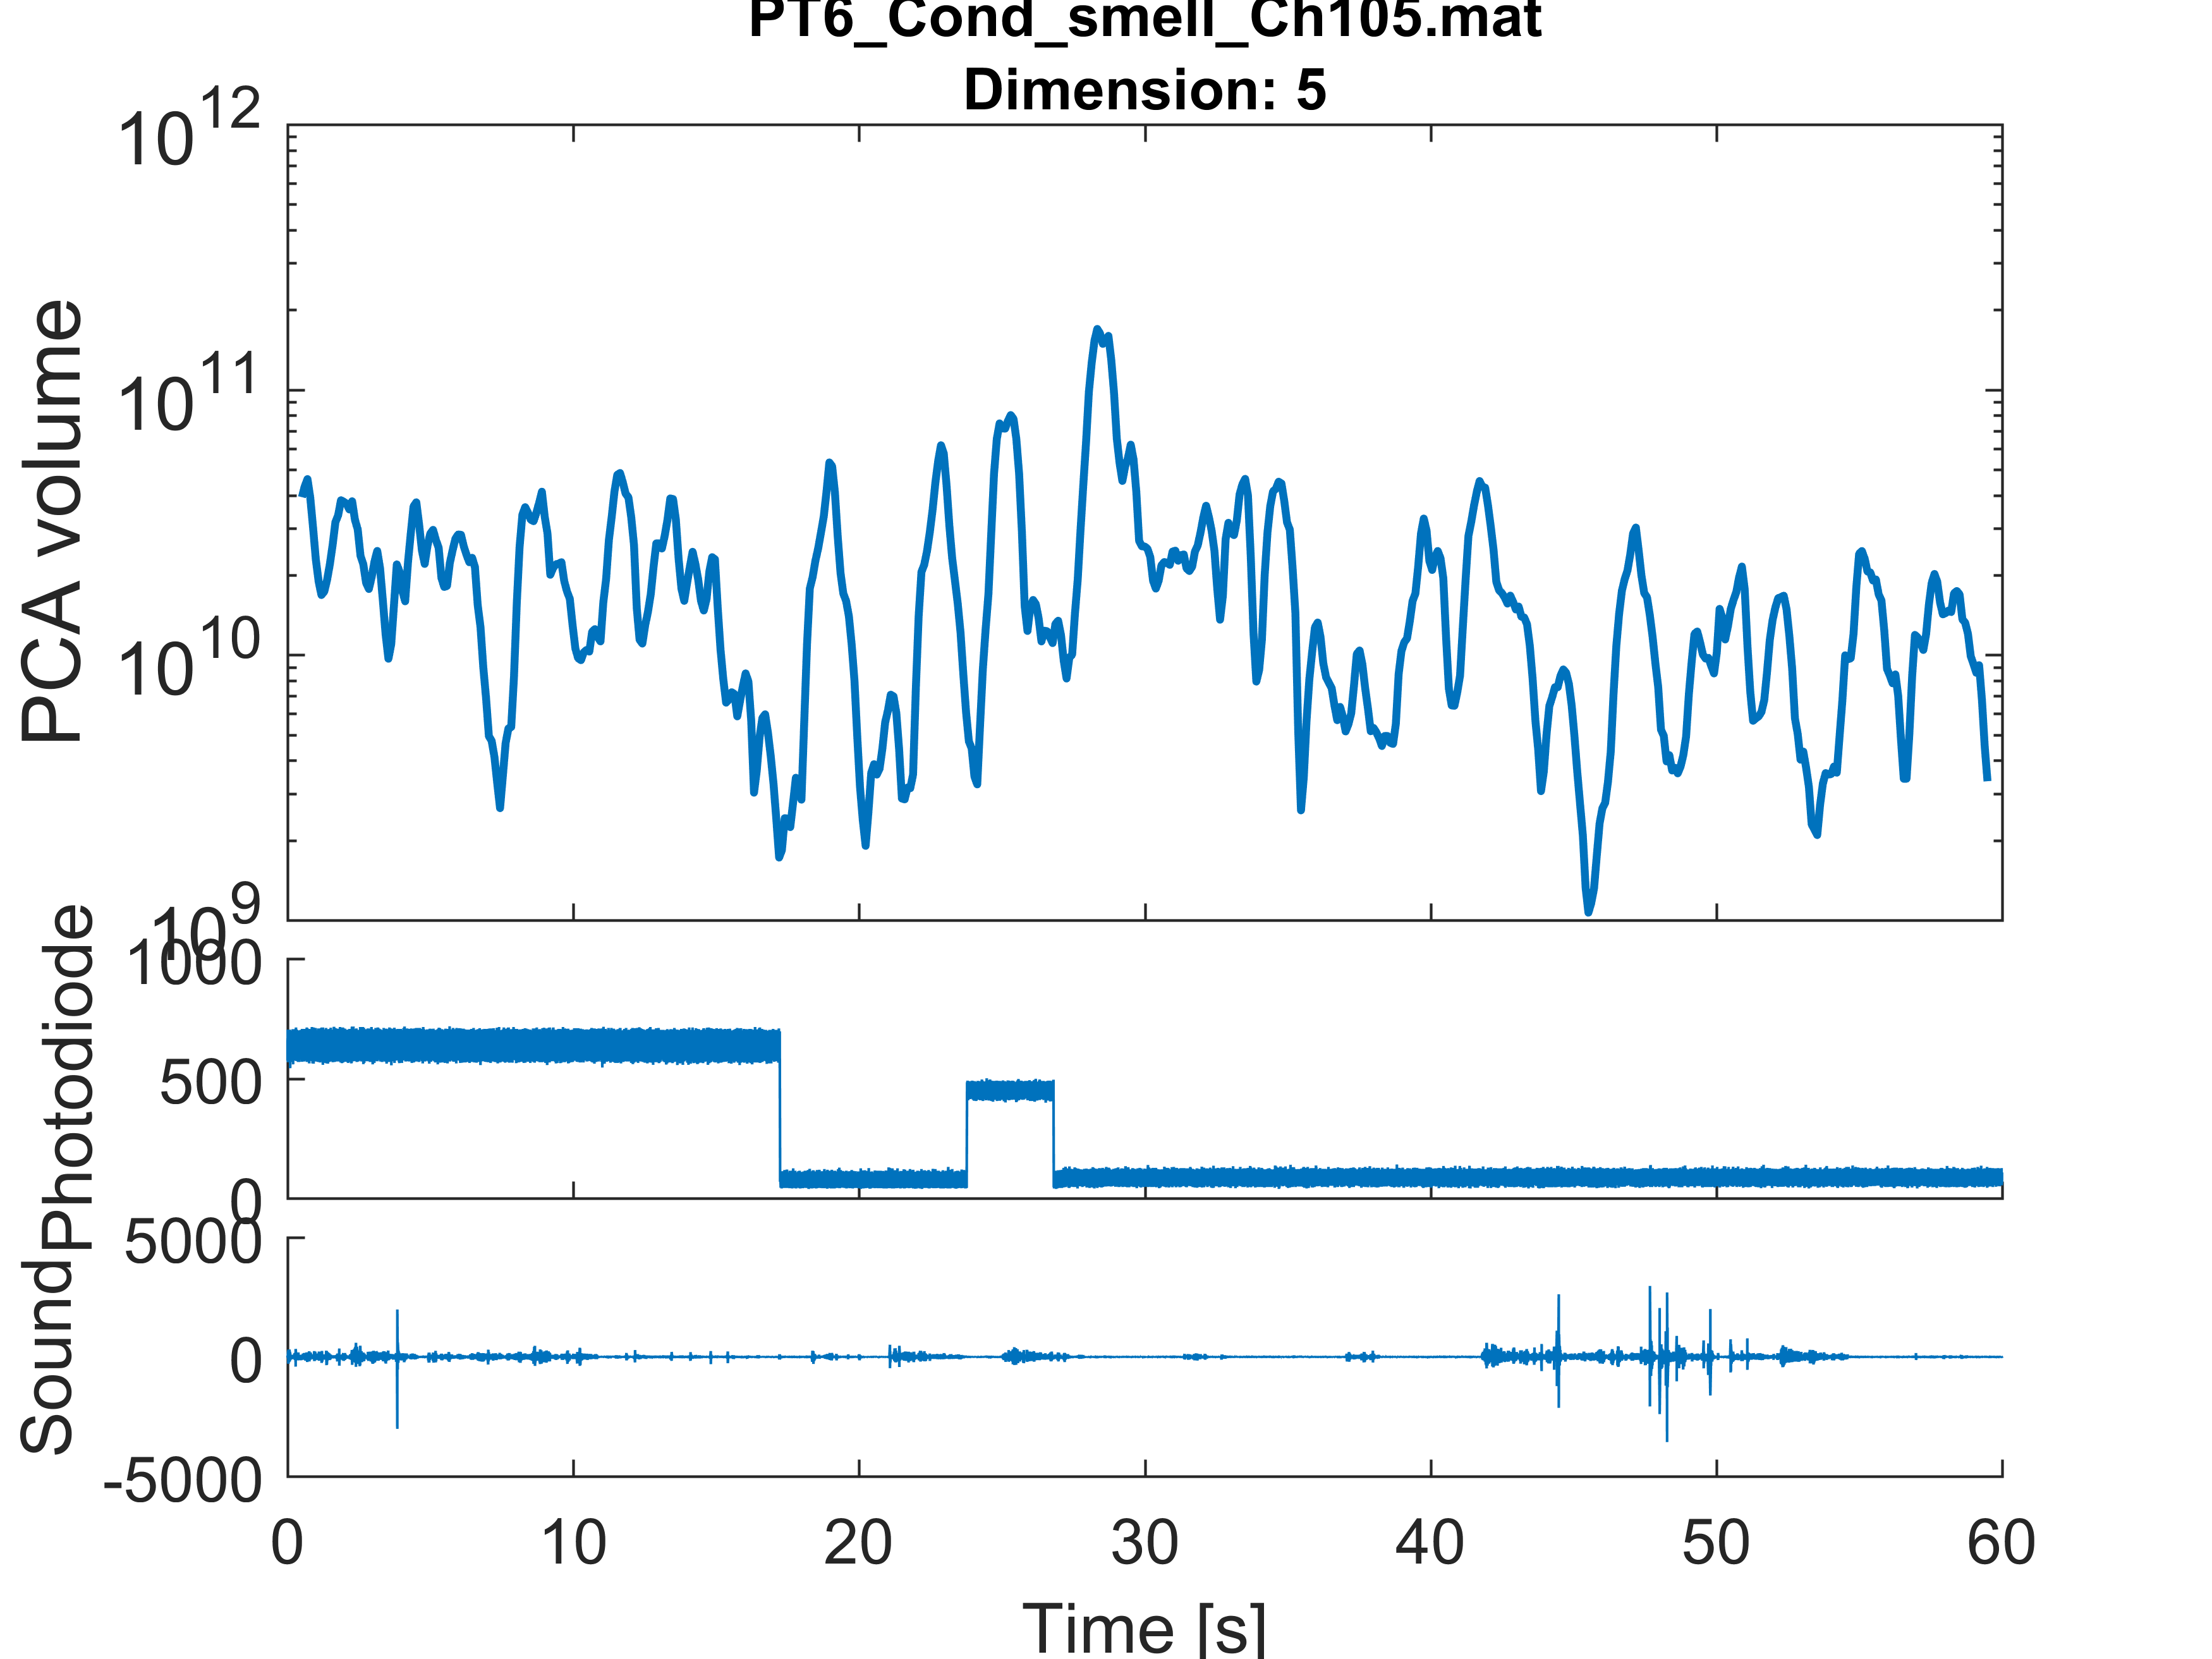 PT6_Cond_smell_Ch105.mat
Dimension: 5
PCA volume
10^12
10^11
10^10
10^9
Photodiode
1000
500
0
Sound
5000
0
-5000
0 10 20 30 40 50 60
Time [s]